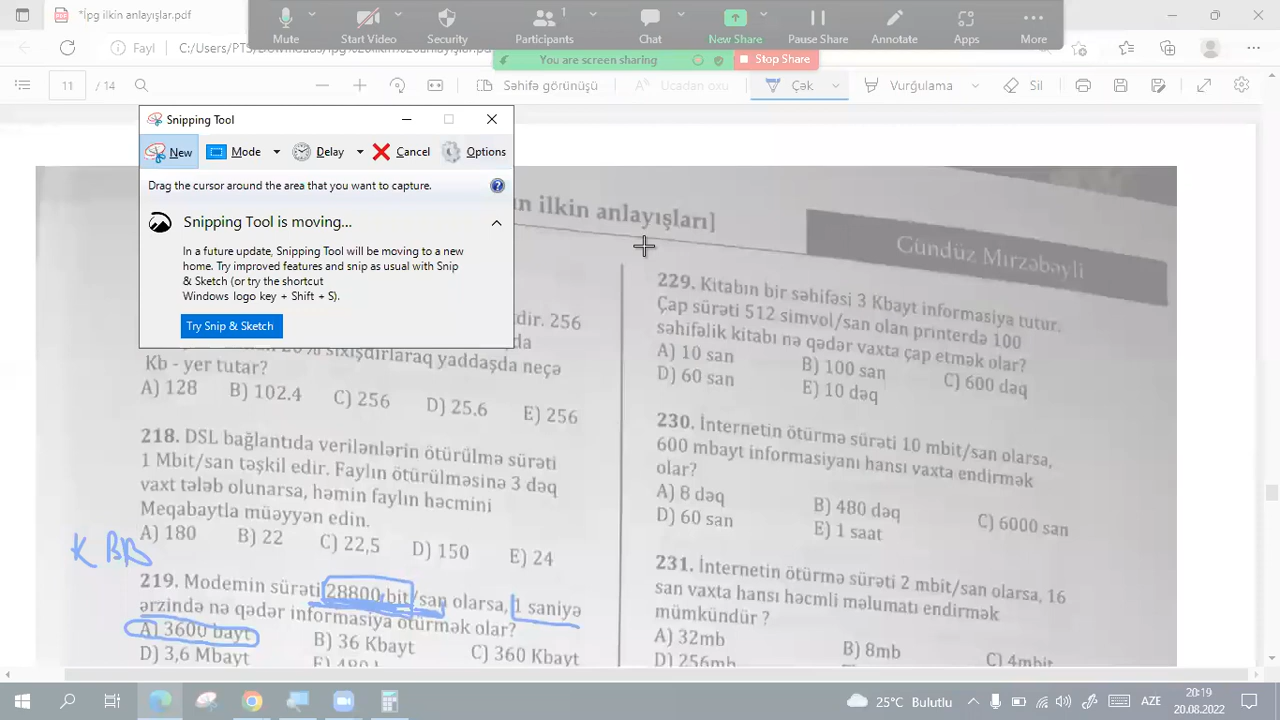 *İpg ilkin anlayışlar.pdf
Mute
Start Video
Security
1
Participants
Chat
New Share
Pause Share
Annotate
Apps
More
You are screen sharing
Stop Share
Fayl
11 / 14
Səhifə görünüşü
Ucadan oxu
Çək
Vurğulama
Sil
Snipping Tool
New
Mode
Delay
Cancel
Options
Drag the cursor around the area that you want to capture.
Snipping Tool is moving...
In a future update, Snipping Tool will be moving to a new
home. Try improved features and snip as usual with Snip
& Sketch (or try the shortcut
Windows logo key + Shift + S).
Try Snip & Sketch
ilkin anlayışları]
Gündüz Mirzəbəyli
256
sıxışdırılaraq yaddaşda neçə
Kb - yer tutar?
A) 128 B) 102.4 C) 256 D) 25.6 E) 256
218. DSL bağlantıda verilənlərin ötürülmə sürəti
1 Mbit/san təşkil edir. Faylın ötürülməsinə 3 dəq
vaxt tələb olunarsa, həmin faylın həcmini
Meqabaytla müəyyən edin.
A) 180 B) 22 C) 22,5 D) 150 E) 24
219. Modemin sürəti 28800 bit/san olarsa, 1 saniyə
ərzində nə qədər informasiya ötürmək olar?
A) 3600 bayt B) 36 Kbayt C) 360 Kbayt
D) 3,6 Mbayt
229. Kitabın bir səhifəsi 3 Kbayt informasiya tutur.
Çap sürəti 512 simvol/san olan printerdə 100
səhifəlik kitabı nə qədər vaxta çap etmək olar?
A) 10 san B) 100 san C) 600 dəq
D) 60 san E) 10 dəq
230. İnternetin ötürmə sürəti 10 mbit/san olarsa,
600 mbayt informasiyanı hansı vaxta endirmək
olar?
A) 8 dəq B) 480 dəq C) 6000 san
D) 60 san E) 1 saat
231. İnternetin ötürmə sürəti 2 mbit/san olarsa, 16
san vaxta hansı həcmli məlumatı endirmək
mümkündür ?
A) 32mb B) 8mb C) 4mbit
D) 256mb
25°C Bulutlu
AZE
20:19
20.08.2022